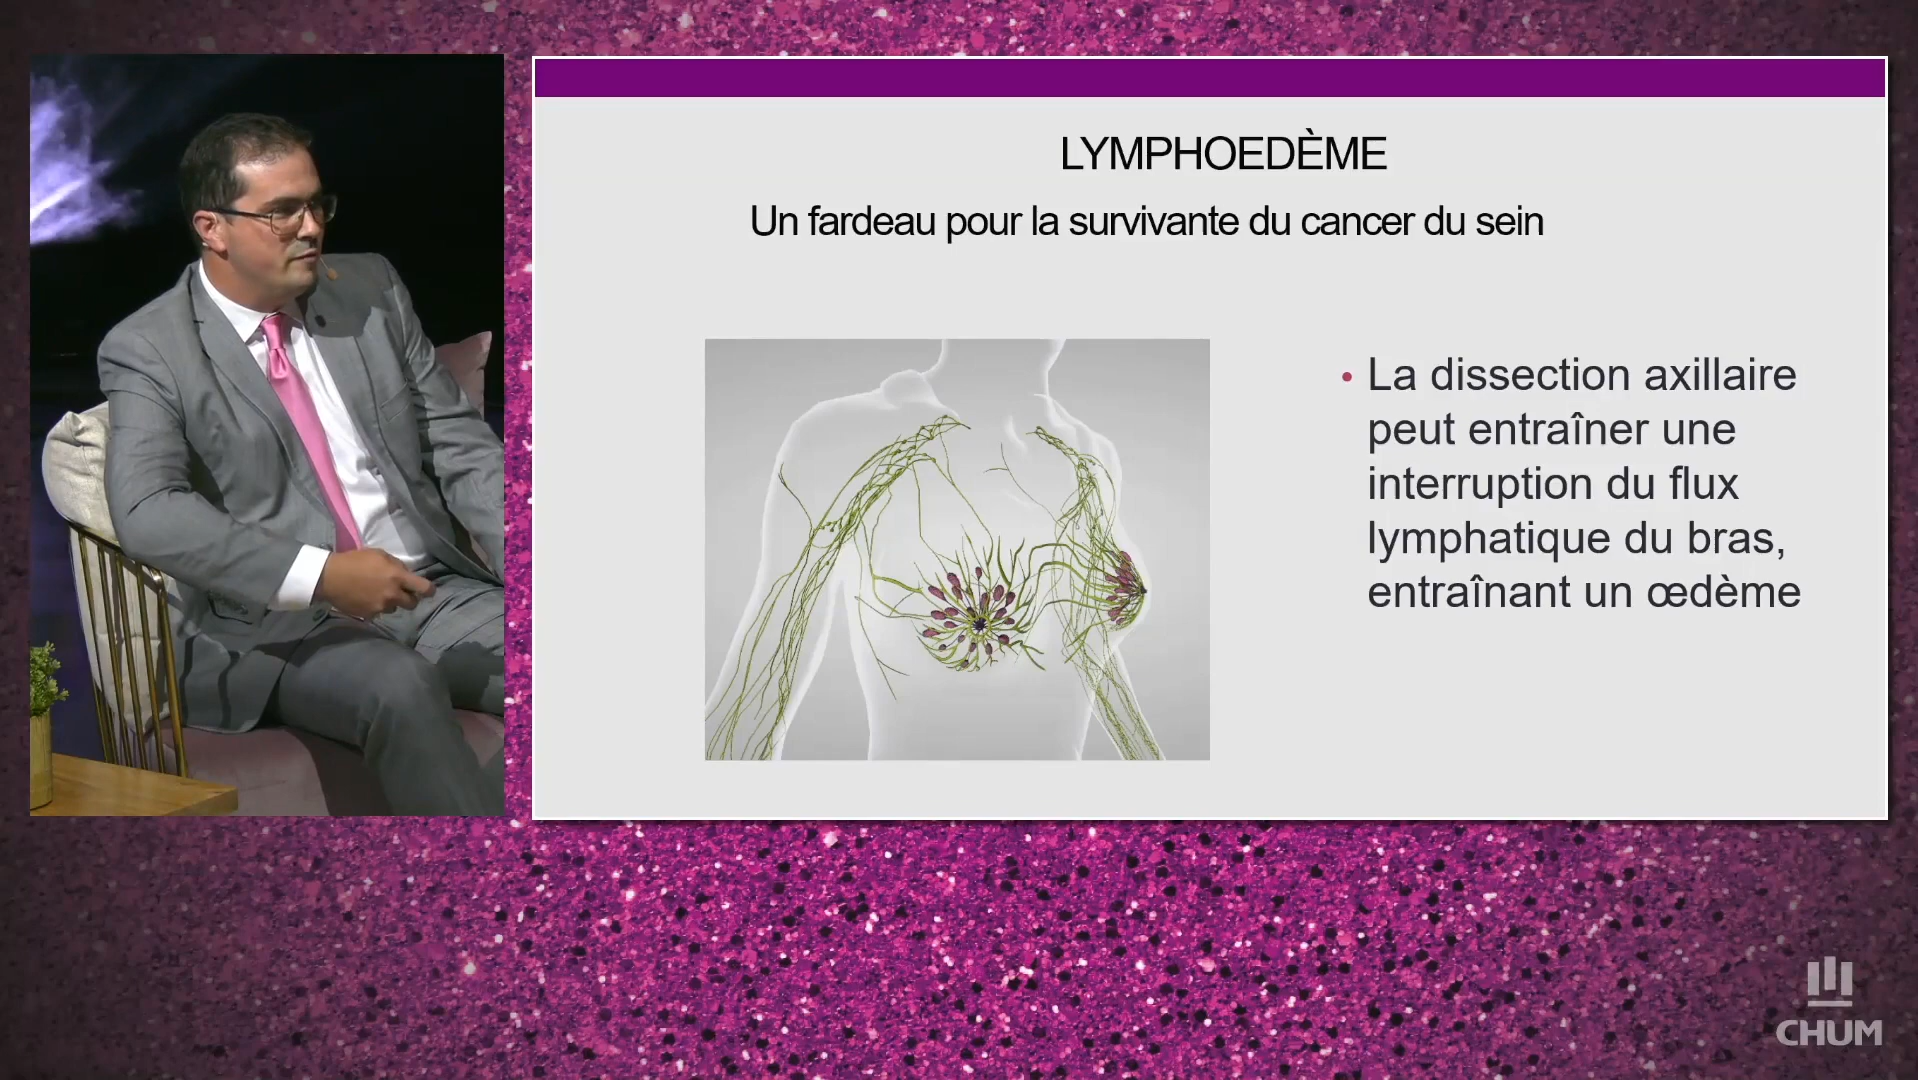 LYMPHOEDÈME
Un fardeau pour la survivante du cancer du sein
• La dissection axillaire
peut entraîner une
interruption du flux
lymphatique du bras,
entraînant un œdème
CHUM